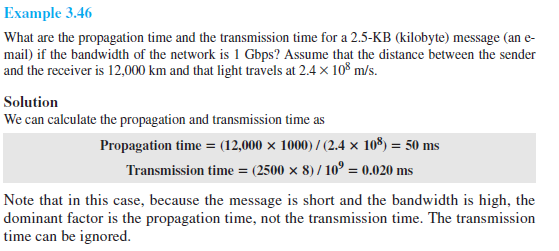 Example 3.46
What are the propagation time and the transmission time for a 2.5-KB (kilobyte) message (an e-
mail) if the bandwidth of the network is 1 Gbps? Assume that the distance between the sender
and the receiver is 12,000 km and that light travels at 2.4 × 10⁸ m/s.
Solution
We can calculate the propagation and transmission time as
Propagation time = (12,000 × 1000) / (2.4 × 10⁸) = 50 ms
Transmission time = (2500 × 8) / 10⁹ = 0.020 ms
Note that in this case, because the message is short and the bandwidth is high, the
dominant factor is the propagation time, not the transmission time. The transmission
time can be ignored.